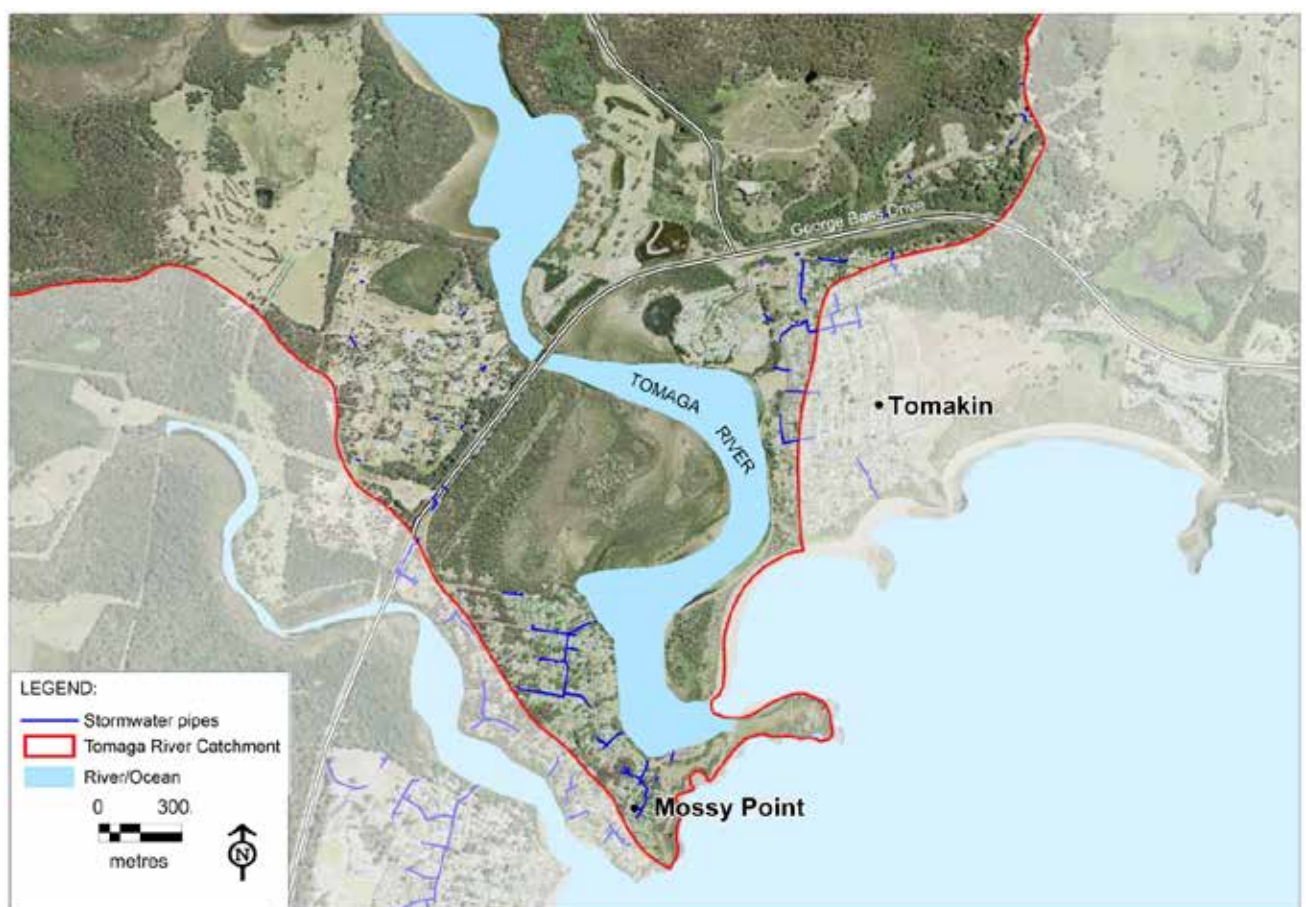 George Bass Drive
TOMAGA
RIVER
Tomakin
Mossy Point
LEGEND:
Stormwater pipes
Tomaga River Catchment
River/Ocean
0 300
metres
N